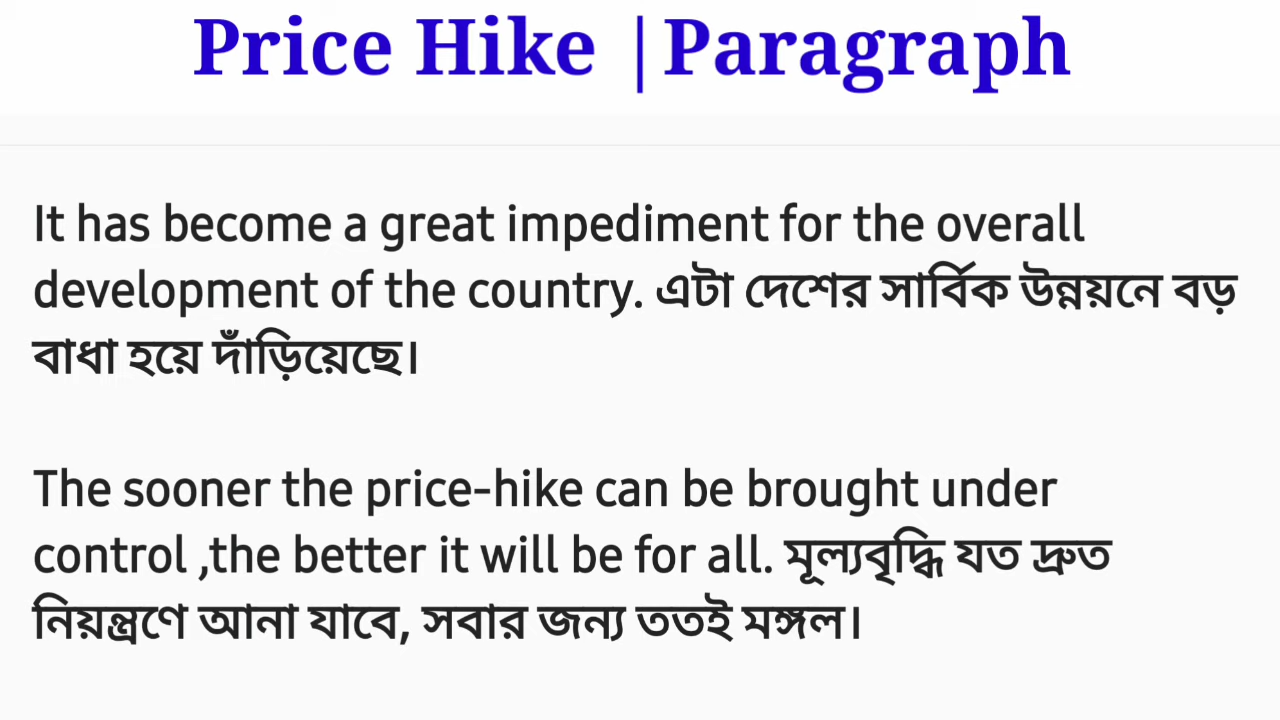 Price Hike |Paragraph
It has become a great impediment for the overall
development of the country. এটা দেশের সার্বিক উন্নয়নে বড়
বাধা হয়ে দাঁড়িয়েছে।
The sooner the price-hike can be brought under
control ,the better it will be for all. মূল্যবৃদ্ধি যত দ্রুত
নিয়ন্ত্রণে আনা যাবে, সবার জন্য ততই মঙ্গল।